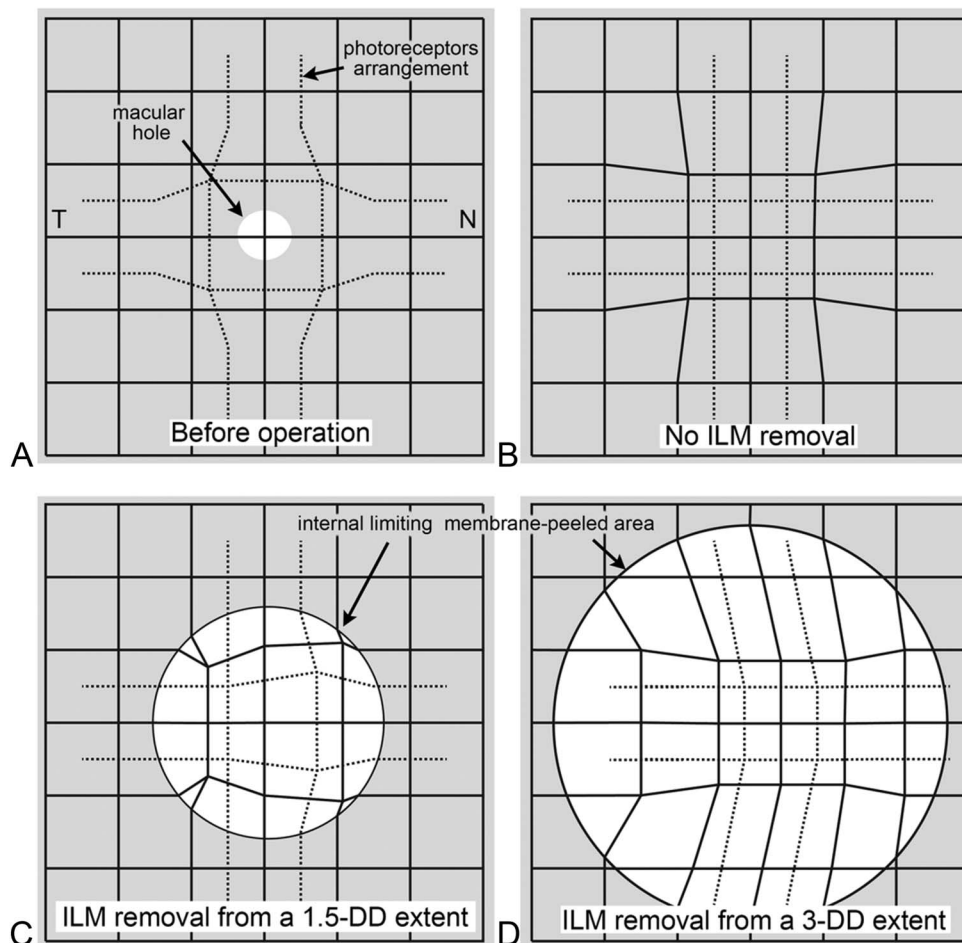 photoreceptors
arrangement
macular
hole
T
N
Before operation
A
No ILM removal
B
internal limiting membrane-peeled area
ILM removal from a 1.5-DD extent
C
ILM removal from a 3-DD extent
D